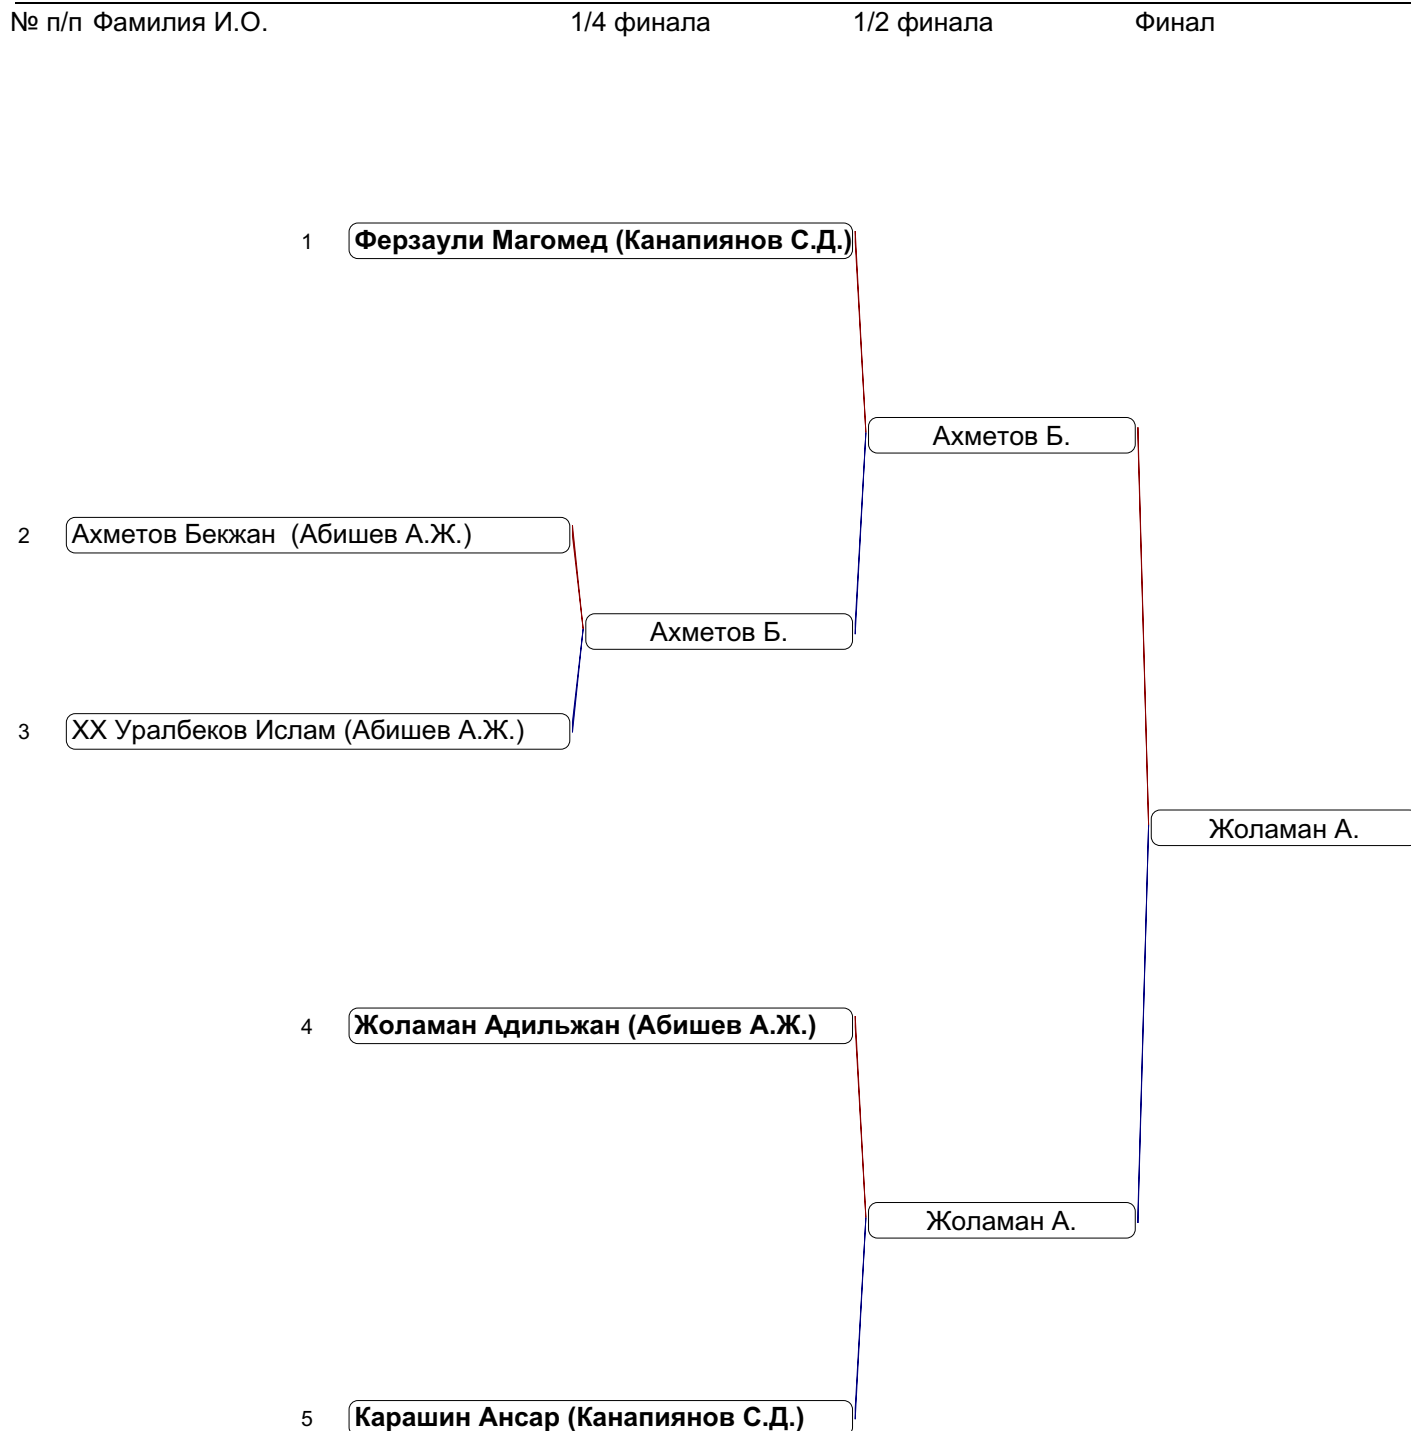 № п/п Фамилия И.О. 1/4 финала 1/2 финала Финал
1 Ферзаули Магомед (Канапиянов С.Д.)
Ахметов Б.
2 Ахметов Бекжан (Абишев А.Ж.)
Ахметов Б.
3 ХХ Уралбеков Ислам (Абишев А.Ж.)
Жоламан А.
4 Жоламан Адильжан (Абишев А.Ж.)
Жоламан А.
5 Карашин Ансар (Канапиянов С.Д.)